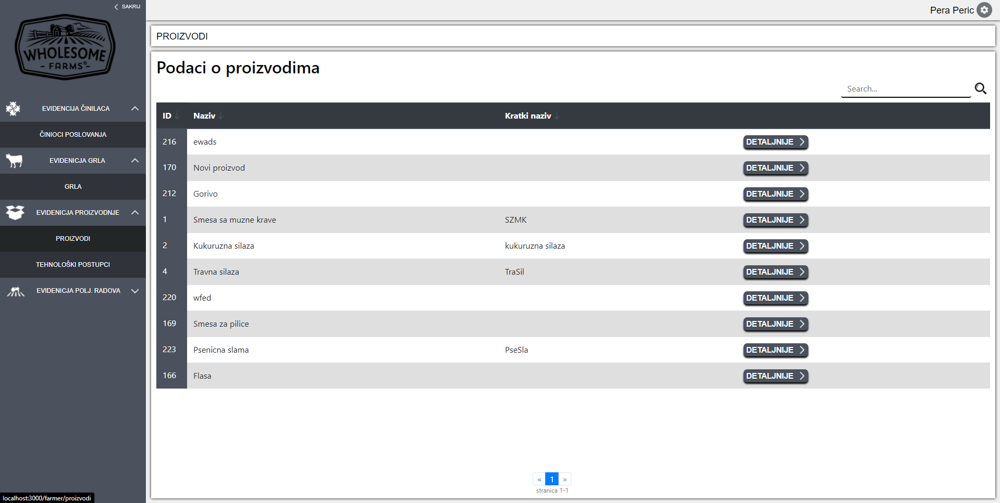 SAKRIJ
WHOLESOME
- FARMS® -
EVIDENCIJA ČINILACA
ČINIOCI POSLOVANJA
EVIDENICJA GRLA
GRLA
EVIDENICJA PROIZVODNJE
PROIZVODI
TEHNOLOŠKI POSTUPCI
EVIDENICJA POLJ. RADOVA
localhost:3000/farmer/proizvodi
Pera Peric
PROIZVODI
Podaci o proizvodima
Search...
ID Naziv Kratki naziv
216 ewads DETALJNIJE
170 Novi proizvod DETALJNIJE
212 Gorivo DETALJNIJE
1 Smesa sa muzne krave SZMK DETALJNIJE
2 Kukuruzna silaza kukuruzna silaza DETALJNIJE
4 Travna silaza TraSil DETALJNIJE
220 wfed DETALJNIJE
169 Smesa za pilice DETALJNIJE
223 Psenicna slama PseSla DETALJNIJE
166 Flasa DETALJNIJE
« 1 »
stranica 1-1